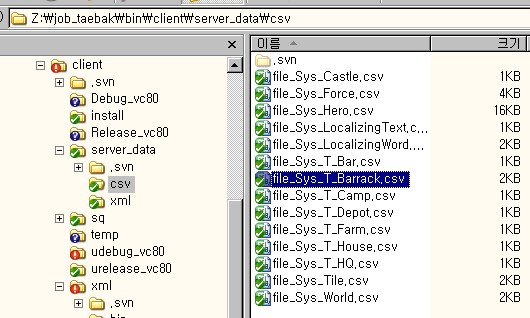 Z:₩job_taebak₩bin₩client₩server_data₩csv
client
.svn
Debug_vc80
install
Release_vc80
server_data
.svn
csv
xml
sq
temp
udebug_vc80
urelease_vc80
xml
.svn
이름 크기
.svn
file_Sys_Castle.csv 1KB
file_Sys_Force.csv 4KB
file_Sys_Hero.csv 16KB
file_Sys_LocalizingText.c... 1KB
file_Sys_LocalizingWord.... 2KB
file_Sys_T_Bar.csv 1KB
file_Sys_T_Barrack.csv 2KB
file_Sys_T_Camp.csv 1KB
file_Sys_T_Depot.csv 1KB
file_Sys_T_Farm.csv 1KB
file_Sys_T_House.csv 1KB
file_Sys_T_HQ.csv 1KB
file_Sys_Tile.csv 2KB
file_Sys_World.csv 1KB